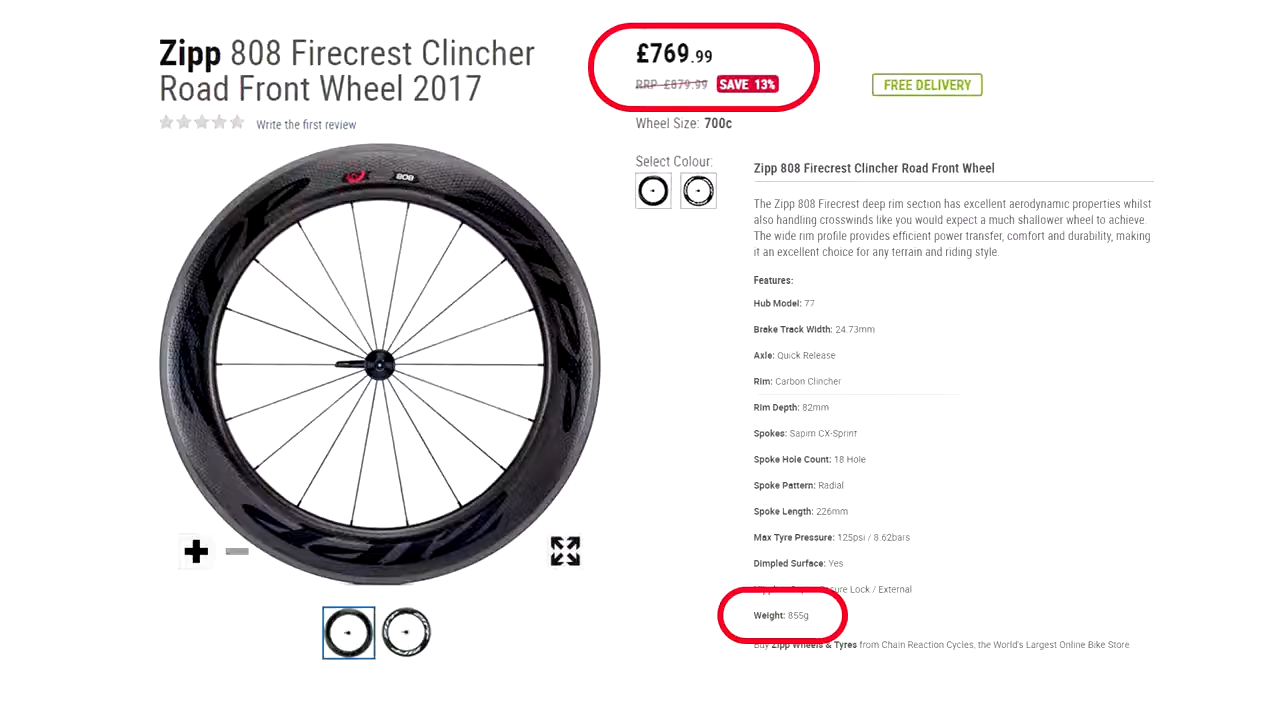 Zipp 808 Firecrest Clincher
Road Front Wheel 2017
Write the first review
£769.99
RRP £879.99 SAVE 13%
FREE DELIVERY
Wheel Size: 700c
Select Colour:
808
Zipp 808 Firecrest Clincher Road Front Wheel
The Zipp 808 Firecrest deep rim section has excellent aerodynamic properties whilst
also handling crosswinds like you would expect a much shallower wheel to achieve.
The wide rim profile provides efficient power transfer, comfort and durability, making
it an excellent choice for any terrain and riding style.
Features:
Hub Model: 77
Brake Track Width: 24.73mm
Axle: Quick Release
Rim: Carbon Clincher
Rim Depth: 82mm
Spokes: Sapim CX-Sprint
Spoke Hole Count: 18 Hole
Spoke Pattern: Radial
Spoke Length: 226mm
Max Tyre Pressure: 125psi / 8.62bars
Dimpled Surface: Yes
Lock / External
Weight: 855g
Buy Zipp Wheels & Tyres from Chain Reaction Cycles, the World's Largest Online Bike Store